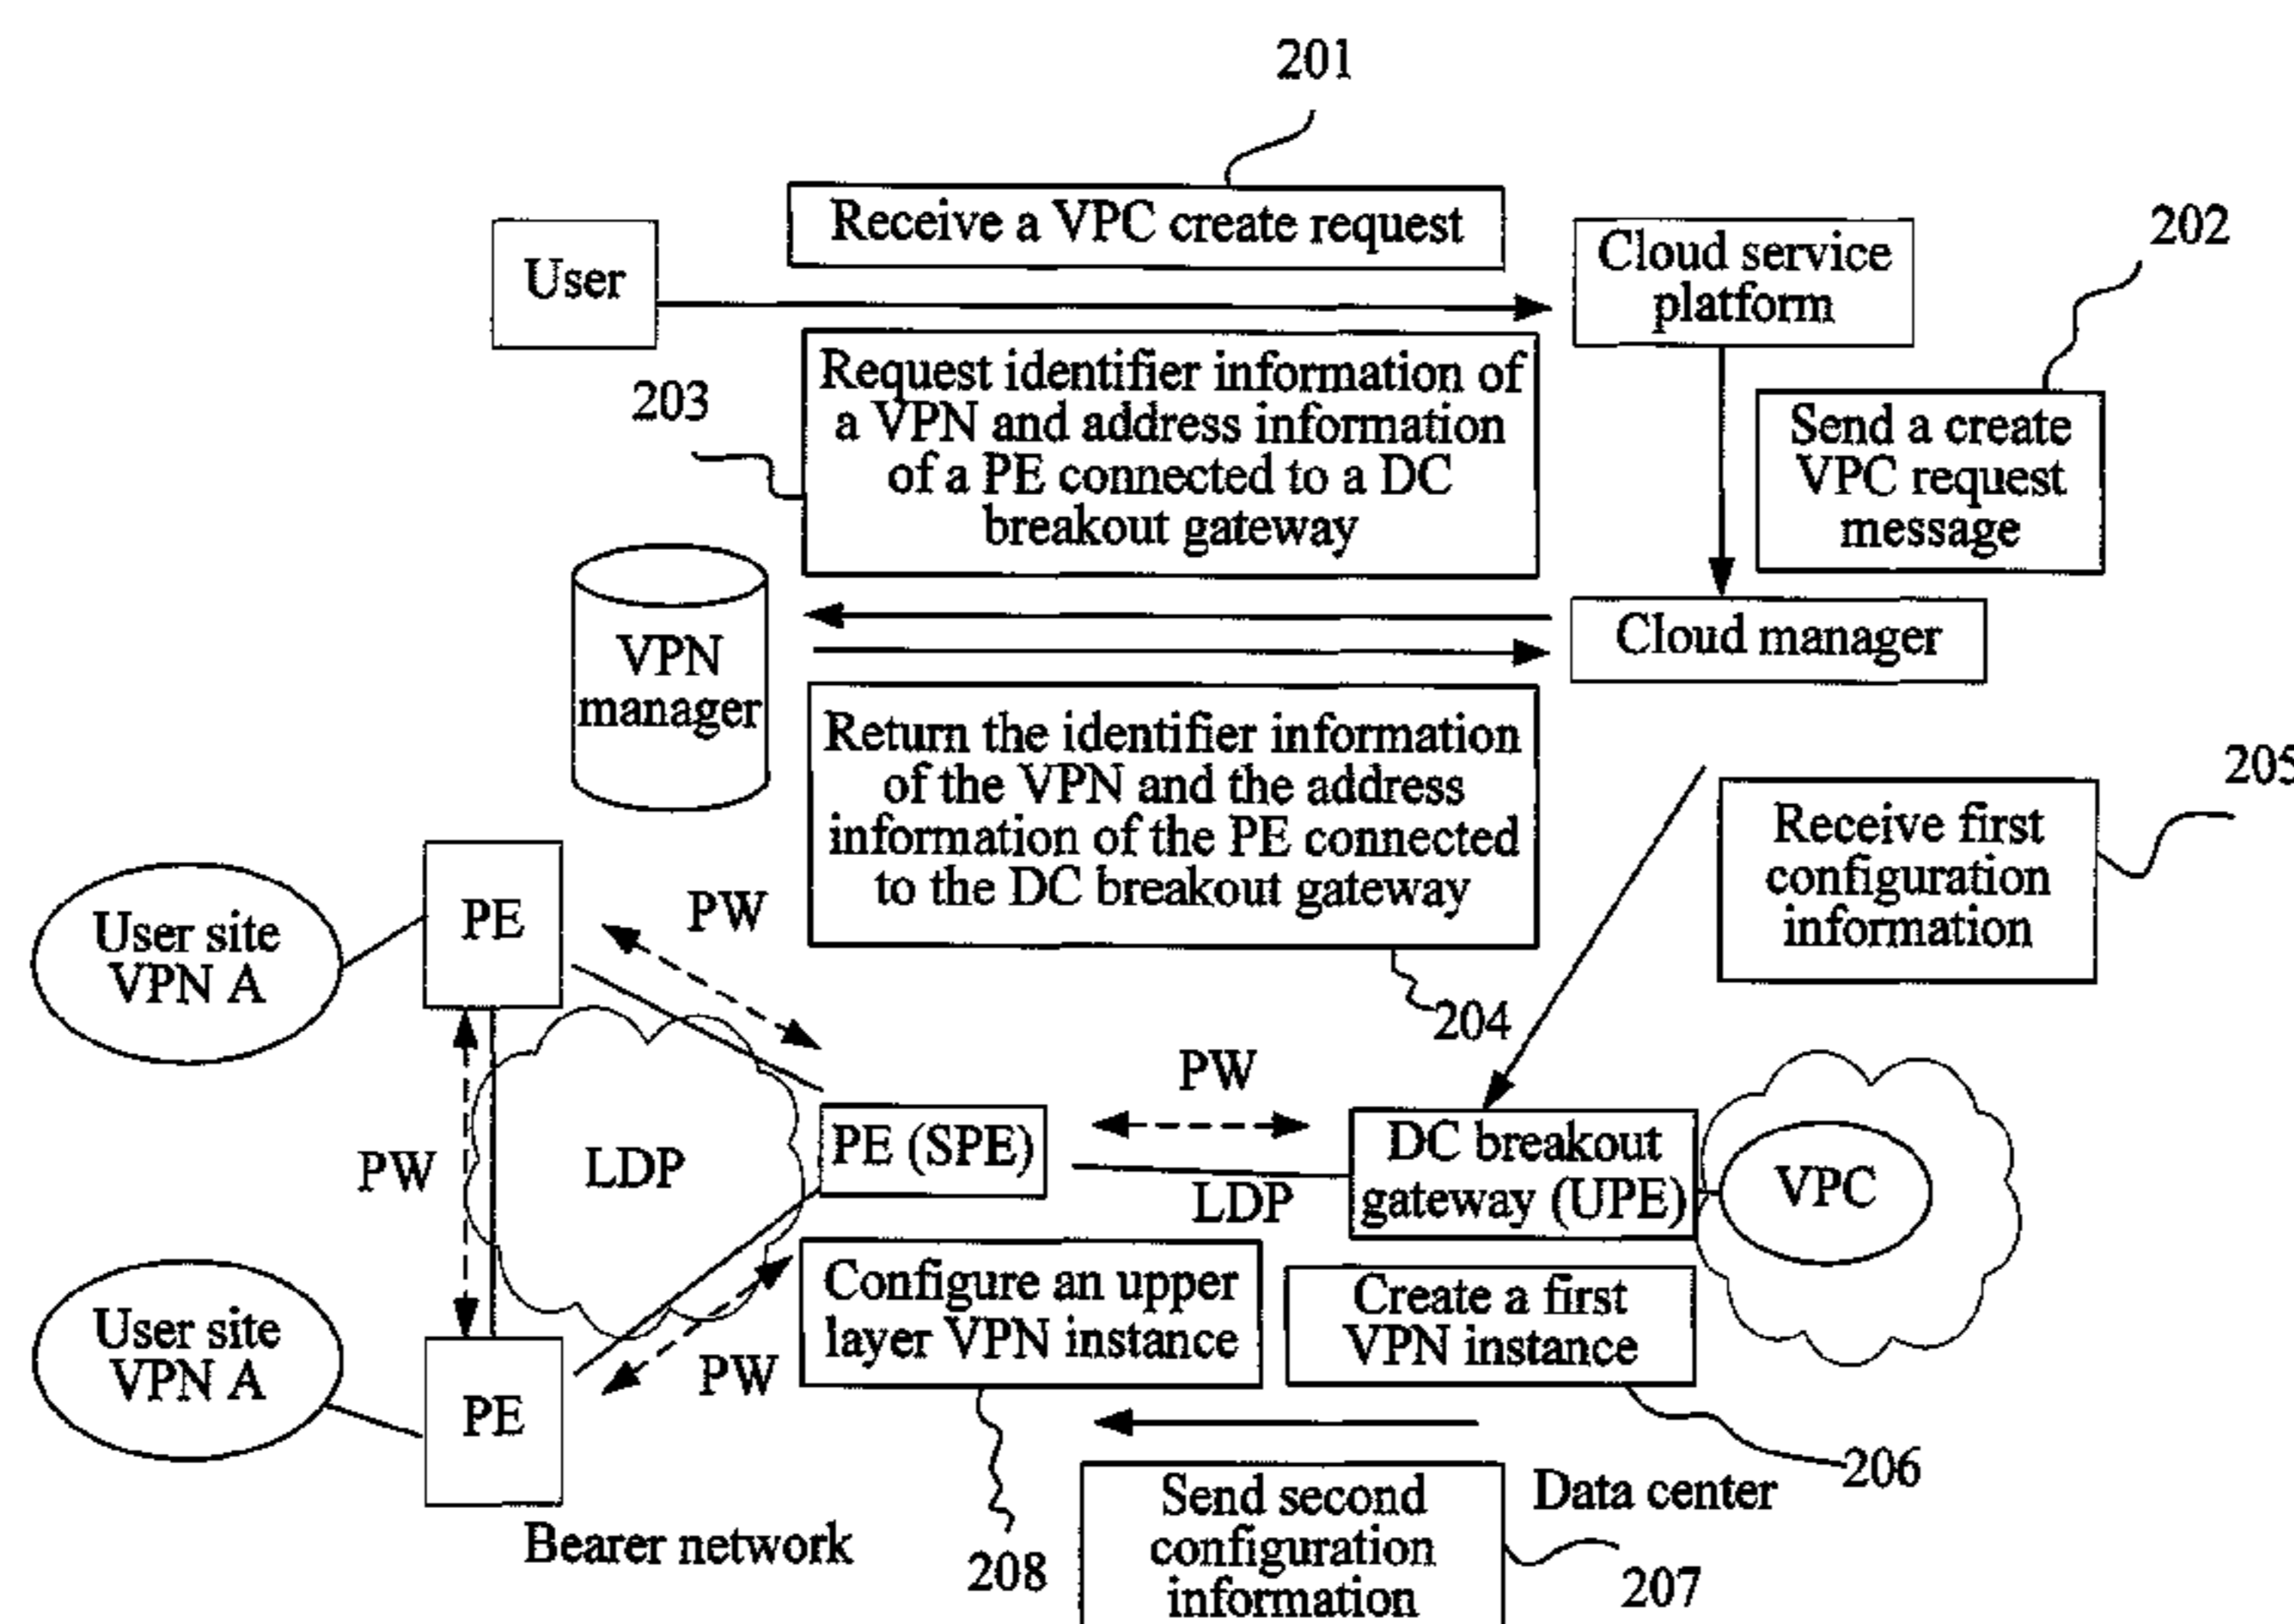 201
Receive a VPC create request
User
Cloud service
platform
202
Request identifier information of
a VPN and address information
of a PE connected to a DC
breakout gateway
203
Send a create
VPC request
message
VPN
manager
Cloud manager
Return the identifier information
of the VPN and the address
information of the PE connected
to the DC breakout gateway
204
205
Receive first
configuration
information
User site
VPN A
PE
PW
PW
LDP
PE (SPE)
PW
LDP
DC breakout
gateway (UPE)
VPC
User site
VPN A
PE
PW
Configure an upper
layer VPN instance
Create a first
VPN instance
206
Bearer network
208
Send second
configuration
information
Data center
207